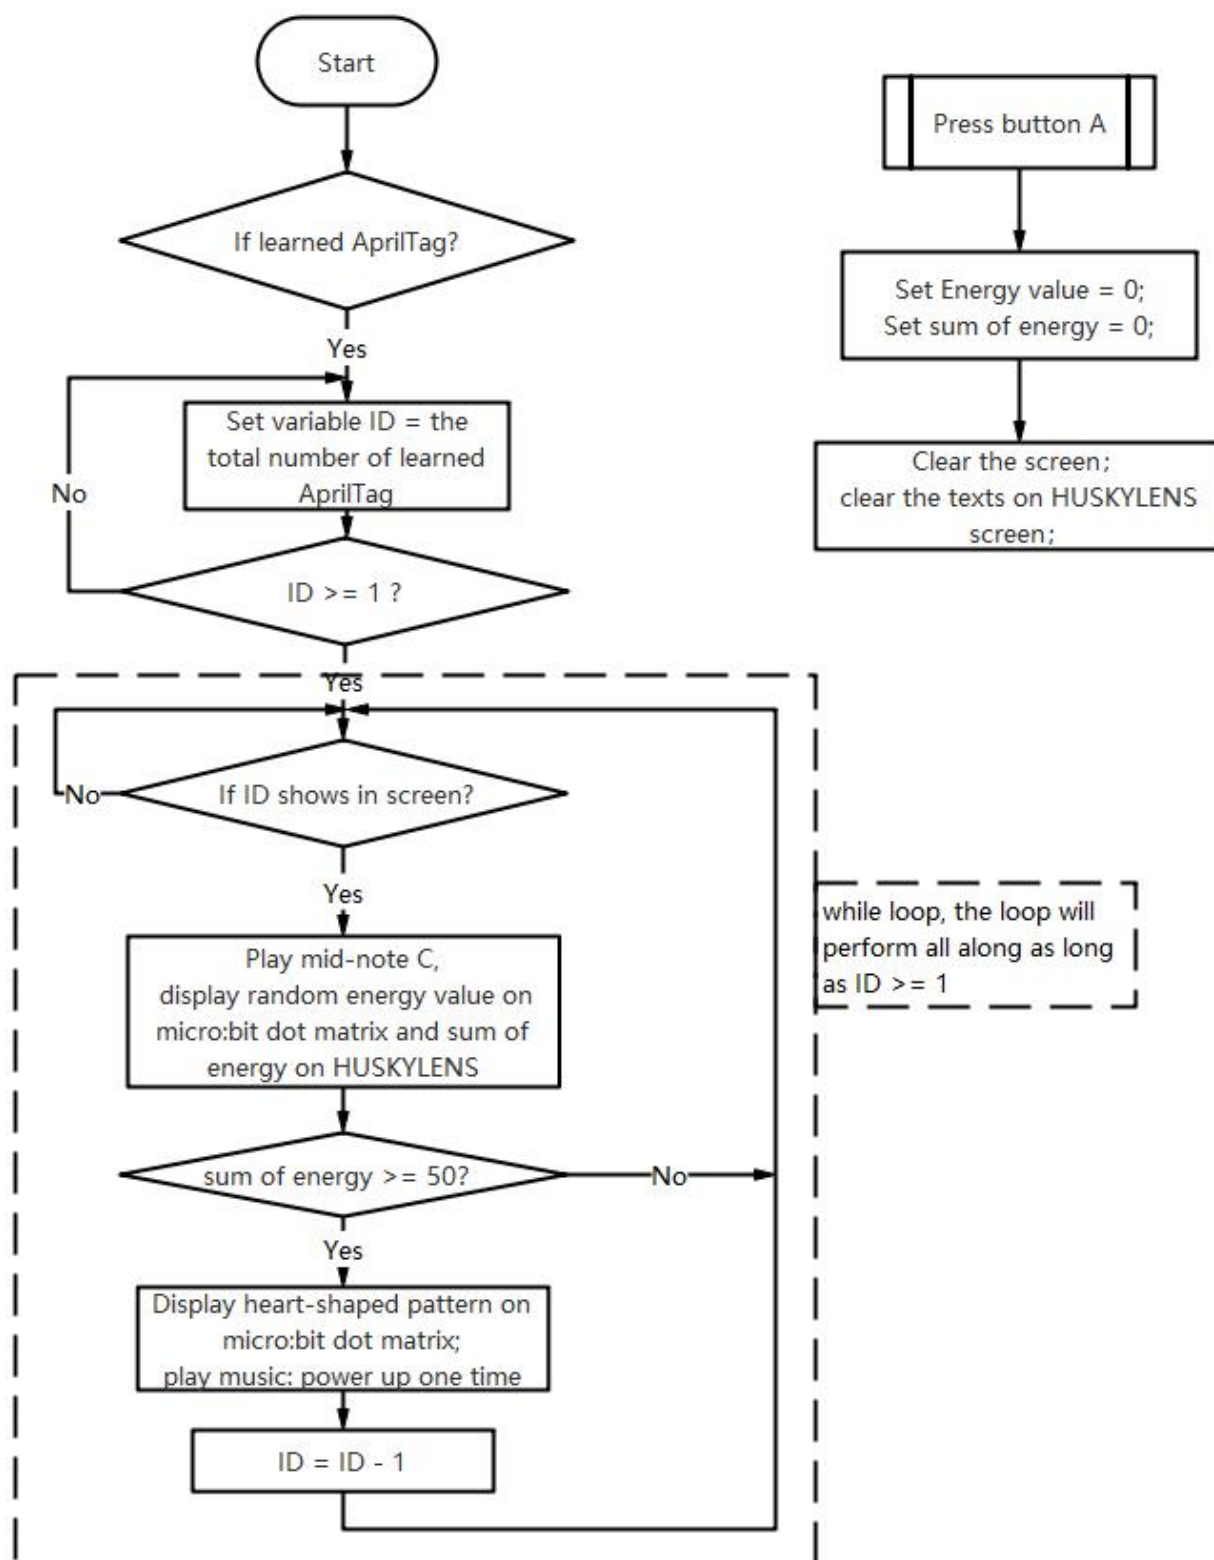 Start
If learned AprilTag?
Yes
Set variable ID = the
total number of learned
AprilTag
No
ID >= 1 ?
Yes
If ID shows in screen?
No
Yes
Play mid-note C,
display random energy value on
micro:bit dot matrix and sum of
energy on HUSKYLENS
sum of energy >= 50?
No
Yes
Display heart-shaped pattern on
micro:bit dot matrix;
play music: power up one time
ID = ID - 1
Press button A
Set Energy value = 0;
Set sum of energy = 0;
Clear the screen;
clear the texts on HUSKYLENS
screen;
while loop, the loop will
perform all along as long
as ID >= 1